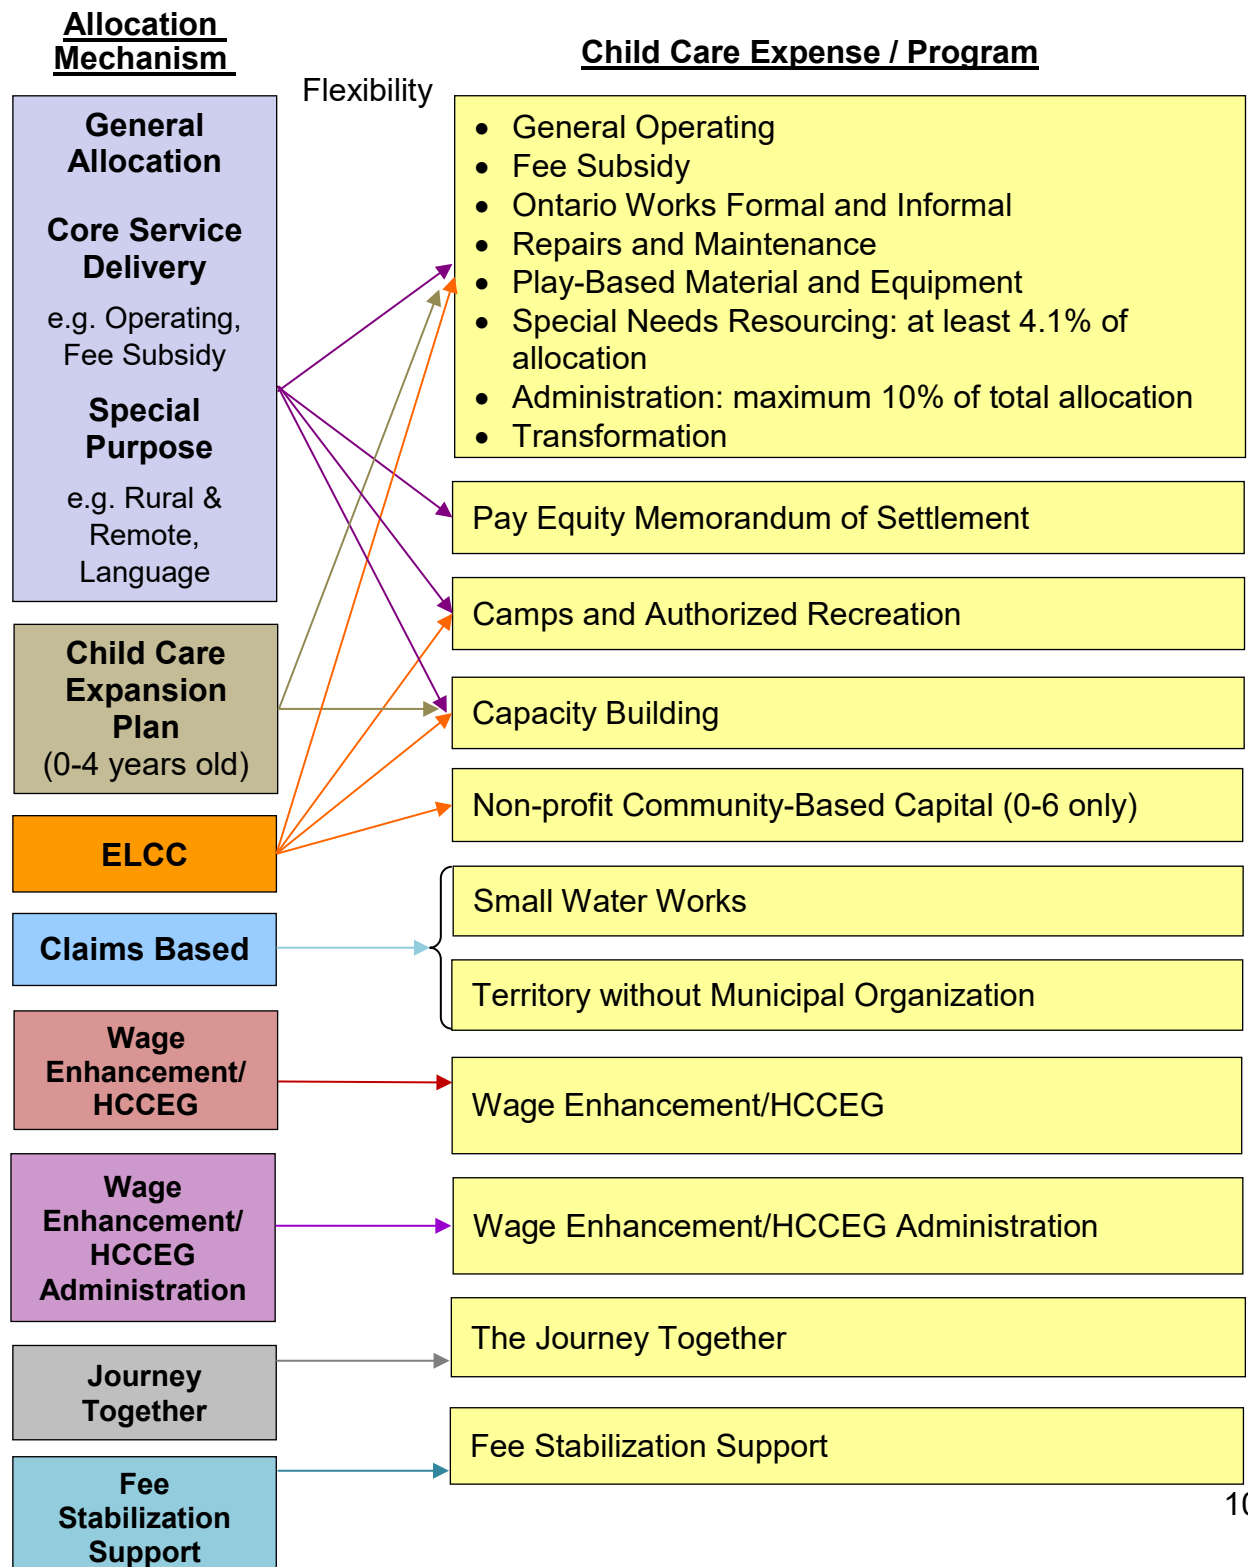 Allocation
Mechanism
Child Care Expense / Program
Flexibility
General
Allocation
Core Service
Delivery
e.g. Operating,
Fee Subsidy
Special
Purpose
e.g. Rural &
Remote,
Language
Child Care
Expansion
Plan
(0-4 years old)
ELCC
Claims Based
Wage
Enhancement/
HCCEG
Wage
Enhancement/
HCCEG
Administration
Journey
Together
Fee
Stabilization
Support
• General Operating
• Fee Subsidy
• Ontario Works Formal and Informal
• Repairs and Maintenance
• Play-Based Material and Equipment
• Special Needs Resourcing: at least 4.1% of
allocation
• Administration: maximum 10% of total allocation
• Transformation
Pay Equity Memorandum of Settlement
Camps and Authorized Recreation
Capacity Building
Non-profit Community-Based Capital (0-6 only)
Small Water Works
Territory without Municipal Organization
Wage Enhancement/HCCEG
Wage Enhancement/HCCEG Administration
The Journey Together
Fee Stabilization Support
10